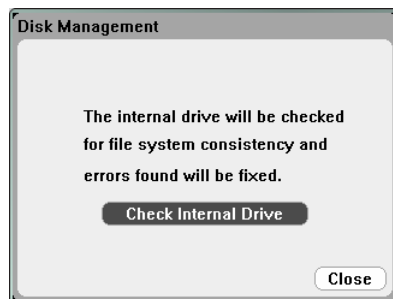 Disk Management
The internal drive will be checked
for file system consistency and
errors found will be fixed.
Check Internal Drive
Close